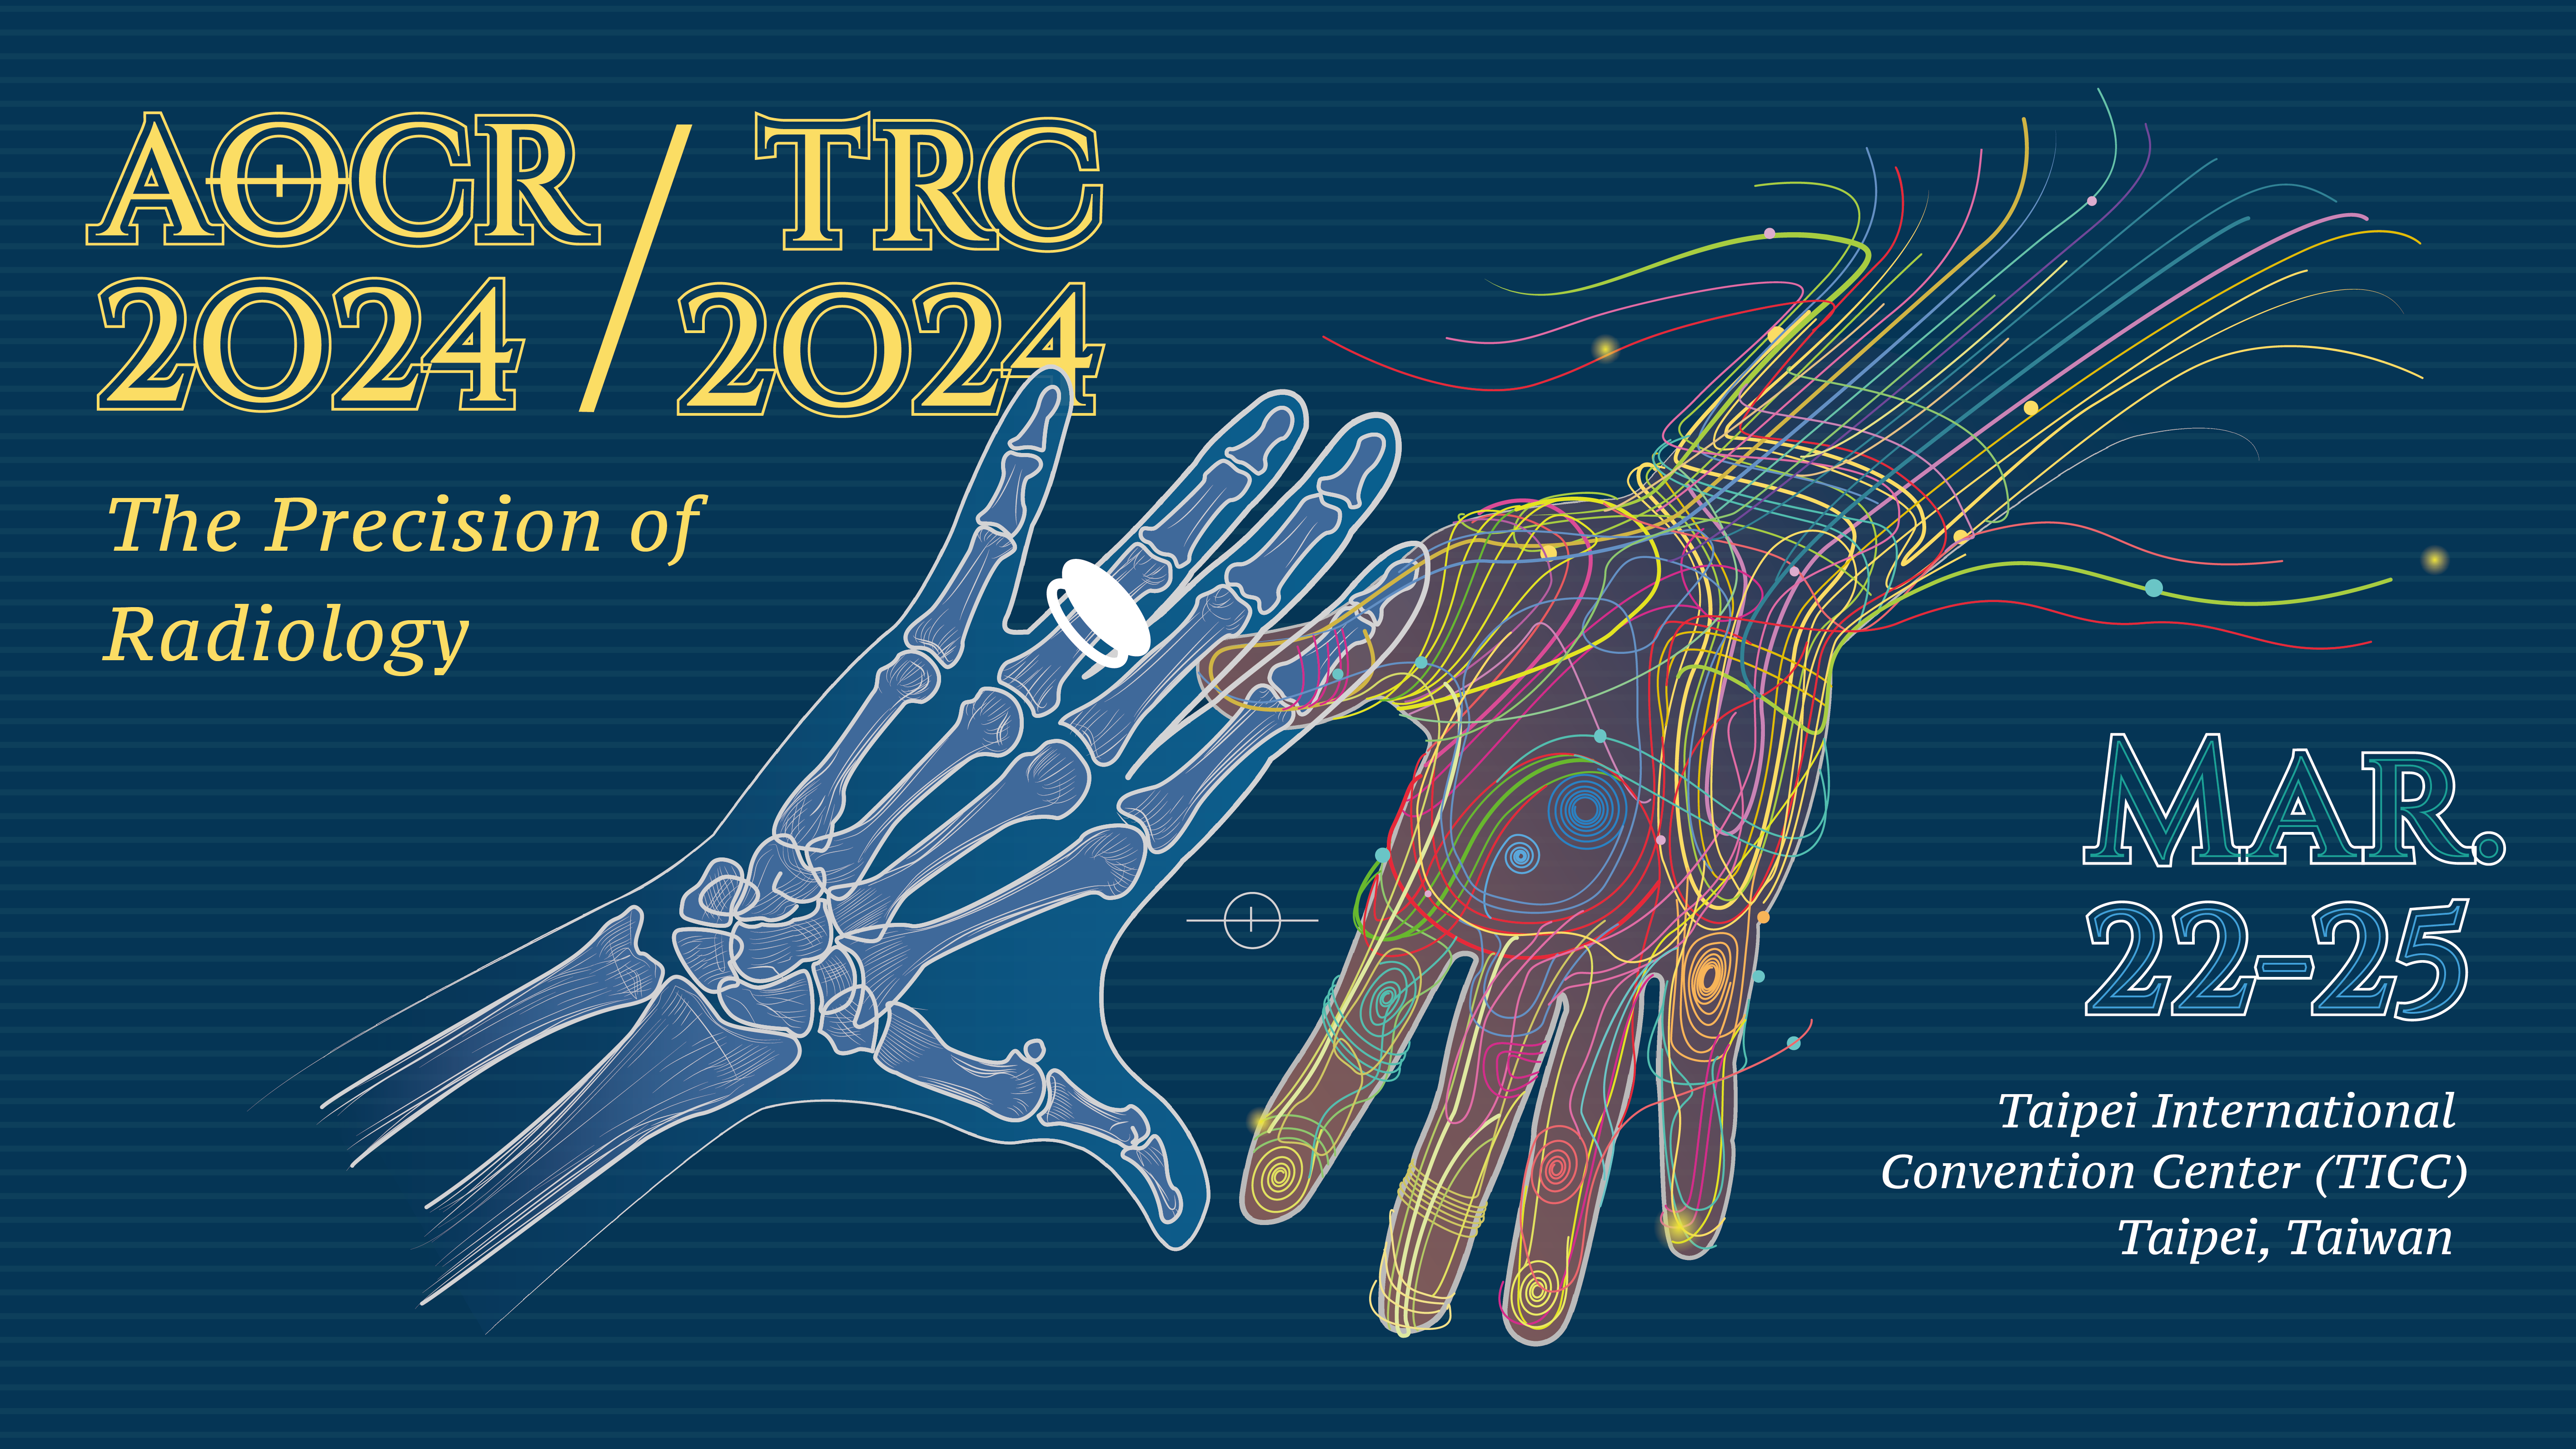 AOCR / TRC
2024 2024
The Precision of
Radiology
MAR.
22-25
Taipei International
Convention Center (TICC)
Taipei, Taiwan